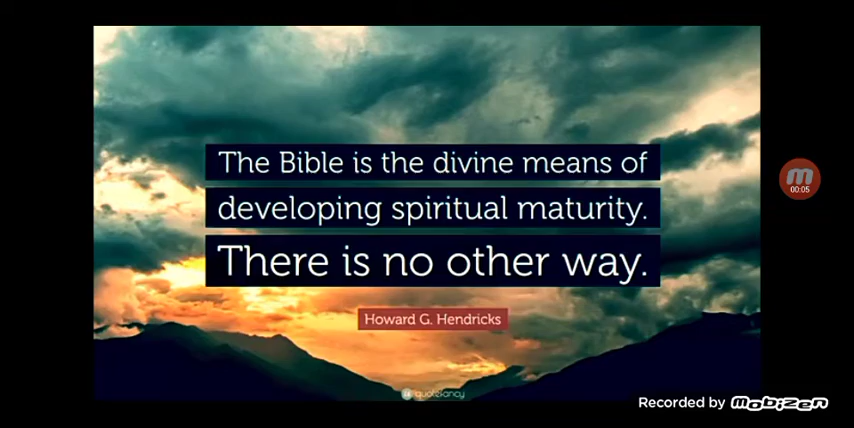 The Bible is the divine means of
developing spiritual maturity.
There is no other way.
Howard G. Hendricks
quotefancy
00:05
Recorded by mobizen